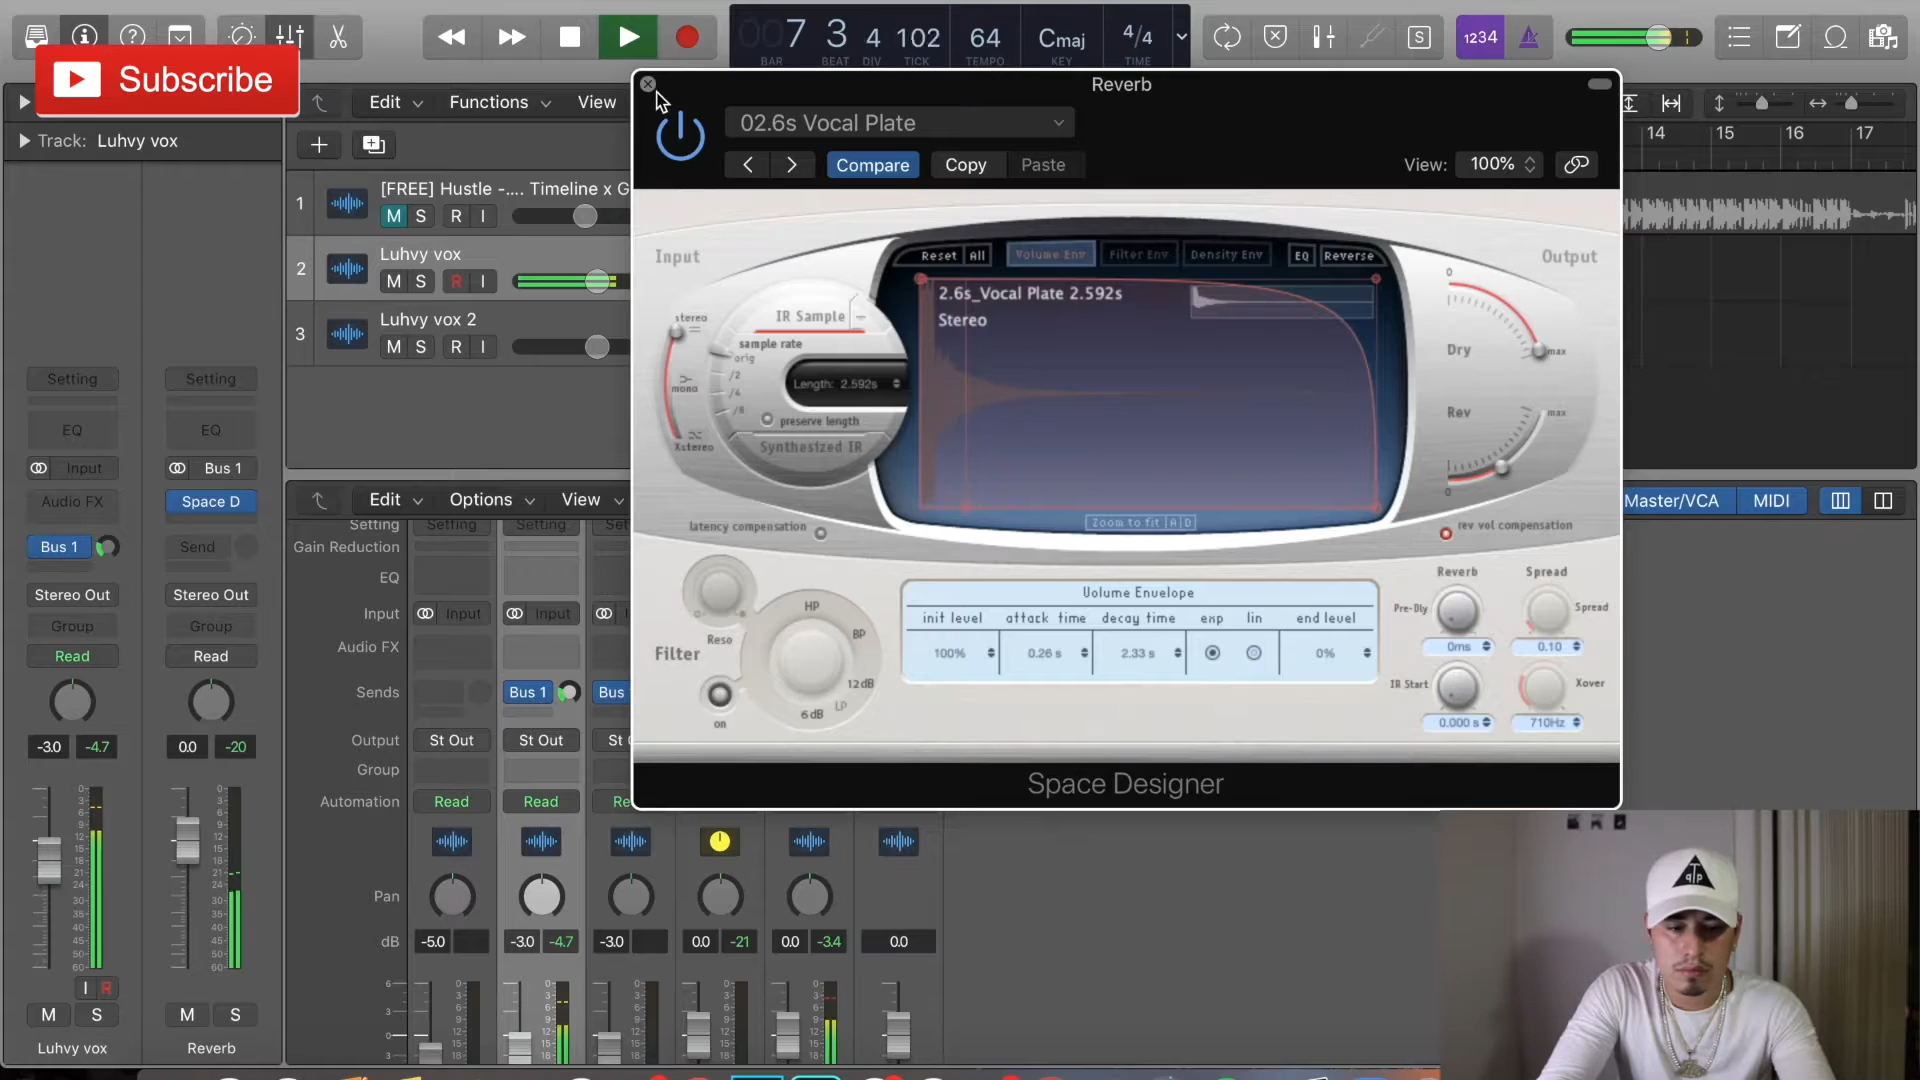 007 3 4 102 64 Cmaj 4/4
BAR BEAT DIV TICK TEMPO KEY TIME
S 1234
Subscribe
Edit Functions View
Track: Luhvy vox
14 15 16 17
Reverb
02.6s Vocal Plate
Compare Copy Paste View: 100%
1 [FREE] Hustle -.... Timeline x G
M S R I
2 Luhvy vox
M S R I
3 Luhvy vox 2
M S R I
Input Output
Reset All Volume Env Filter Env Density Env EQ Reverse
2.6s_Vocal Plate 2.592s
Stereo
stereo
mono
Xstereo
IR Sample
sample rate
orig
/2
/4
/8
Length: 2.592s
preserve length
Synthesized IR
0
Dry max
Rev max
0
latency compensation
Zoom to fit A D
rev vol compensation
Reso
Filter
on
HP
BP
12dB
LP
6dB
Volume Envelope
init level attack time decay time exp lin end level
100% 0.26 s 2.33 s 0%
Reverb Spread
Pre-Dly Spread
0ms 0.10
IR Start Xover
0.000 s 710Hz
Space Designer
Setting Setting
EQ EQ
Input Bus 1
Audio FX Space D
Bus 1 Send
Stereo Out Stereo Out
Group Group
Read Read
-3.0 -4.7 0.0 -20
I R
M S M S
Luhvy vox Reverb
Edit Options View
Master/VCA MIDI
Setting Setting Setting
Gain Reduction
EQ
Input Input Input
Audio FX
Sends Bus 1 Bus
Output St Out St Out St
Group
Automation Read Read Re
Pan
dB -5.0 -3.0 -4.7 -3.0 0.0 -21 0.0 -3.4 0.0